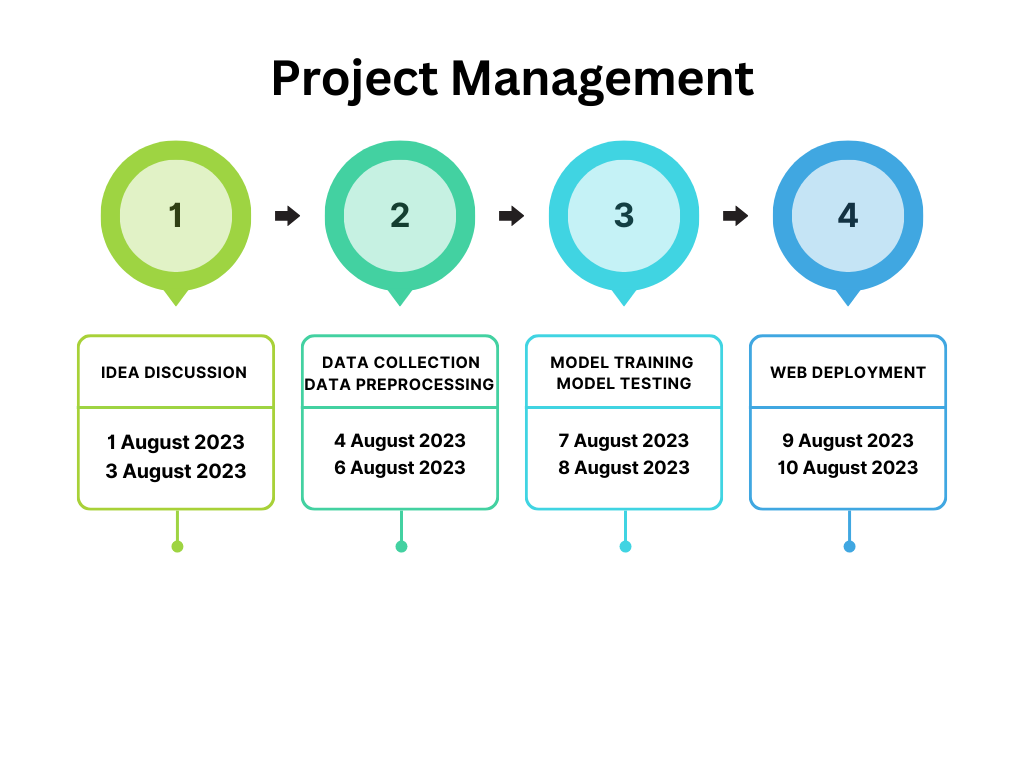 Project Management
1
2
3
4
IDEA DISCUSSION
1 August 2023
3 August 2023
DATA COLLECTION
DATA PREPROCESSING
4 August 2023
6 August 2023
MODEL TRAINING
MODEL TESTING
7 August 2023
8 August 2023
WEB DEPLOYMENT
9 August 2023
10 August 2023